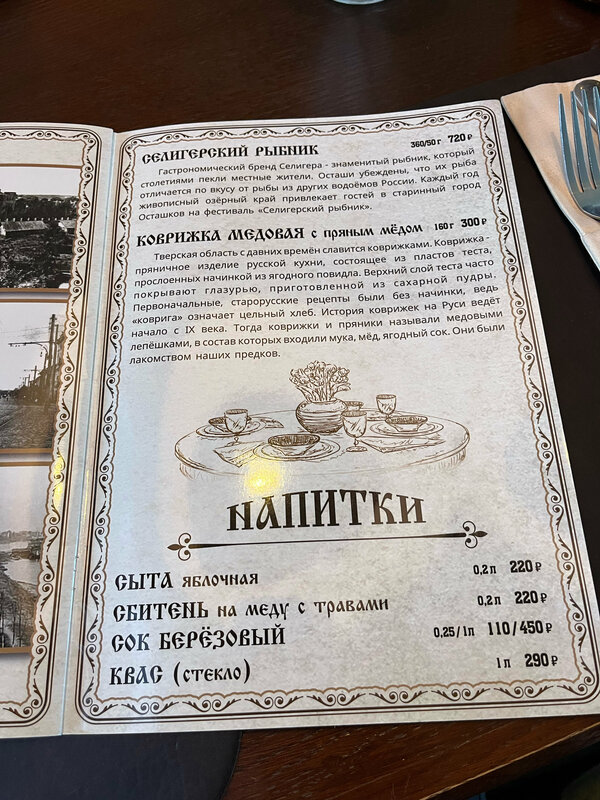 СЕЛИГЕРСКИЙ РЫБНИК 360/50 г 720 ₽
Гастрономический бренд Селигера - знаменитый рыбник, который
столетиями пекли местные жители. Осташи убеждены, что их рыба
отличается по вкусу от рыбы из других водоёмов России. Каждый год
живописный озёрный край привлекает гостей в старинный город
Осташков на фестиваль «Селигерский рыбник».
КОВРИЖКА МЕДОВАЯ с пряным мёдом 160 г 300 ₽
Тверская область с давних времён славится коврижками. Коврижка -
пряничное изделие русской кухни, состоящее из пластов теста,
прослоенных начинкой из ягодного повидла. Верхний слой теста часто
покрывают глазурью, приготовленной из сахарной пудры.
Первоначальные, старорусские рецепты были без начинки, ведь
«коврига» означает цельный хлеб. История коврижек на Руси ведёт
начало с IX века. Тогда коврижки и пряники называли медовыми
лепёшками, в состав которых входили мука, мёд, ягодный сок. Они были
лакомством наших предков.
НАПИТКИ
СЫТА яблочная 0,2 л 220 ₽
СБИТЕНЬ на меду с травами 0,2 л 220 ₽
СОК БЕРЁЗОВЫЙ 0,25/1 л 110/450 ₽
КВАС (стекло) 1 л 290 ₽